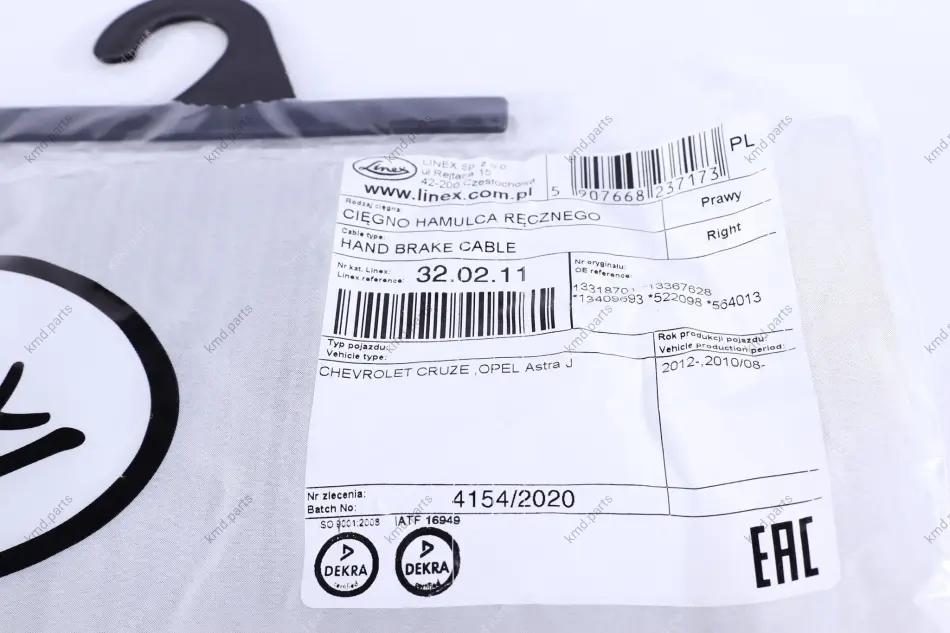 Linex
LINEX Sp. z o.o.
ul Rejtana 15
42-200 Częstochowa
www.linex.com.pl
5 907668 237173
PL
Rodzaj cięgna:
CIĘGNO HAMULCA RĘCZNEGO
Prawy
Cable type:
HAND BRAKE CABLE
Right
Nr kat. Linex:
Linex reference:
32.02.11
Nr oryginału:
OE reference:
13367628
*13409693 *522098 *564013
Typ pojazdu:
Vehicle type:
Rok produkcji pojazdu:
Vehicle production period:
CHEVROLET CRUZE ,OPEL Astra J
2012-,2010/08-
Nr zlecenia:
Batch No:
4154/2020
ISO 9001:2008
IATF 16949
DEKRA
certified
DEKRA
certified
EAC
kmd.parts